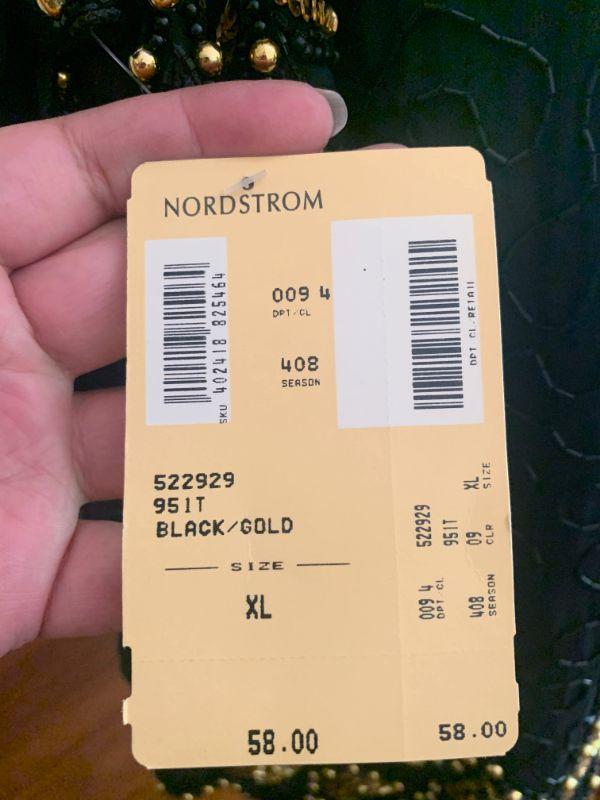 NORDSTROM
009 4
DPT/CL
408
SEASON
SKU 402418 825464
DPT CL. RETAIL
522929
951T
BLACK/GOLD
SIZE
XL
58.00
522929
951T
09 XL
CLR SIZE
009 4
DPT/CL
408
SEASON
58.00